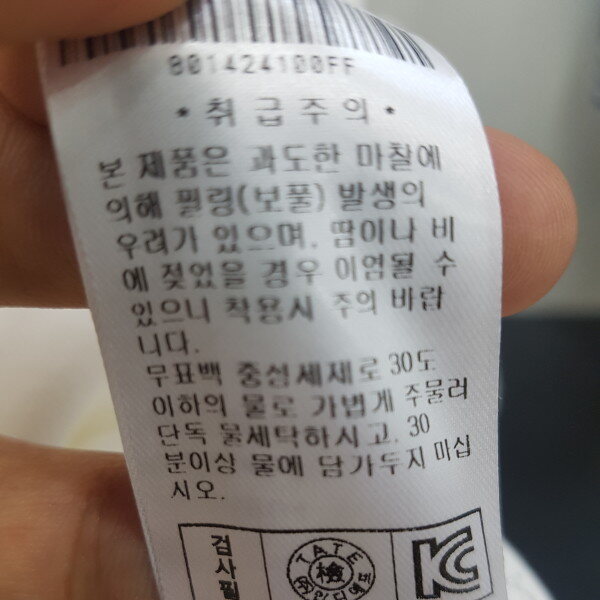 801424100FF
• 취급주의 •
본 제품은 과도한 마찰에
의해 필링(보풀) 발생의
우려가 있으며, 땀이나 비
에 젖었을 경우 이염될 수
있으니 착용시 주의 바랍
니다.
무표백 중성세제로 30도
이하의 물로 가볍게 주물러
단독 물세탁하시고, 30
분이상 물에 담가두지 마십
시오.
검사필
TATE
檢
KC